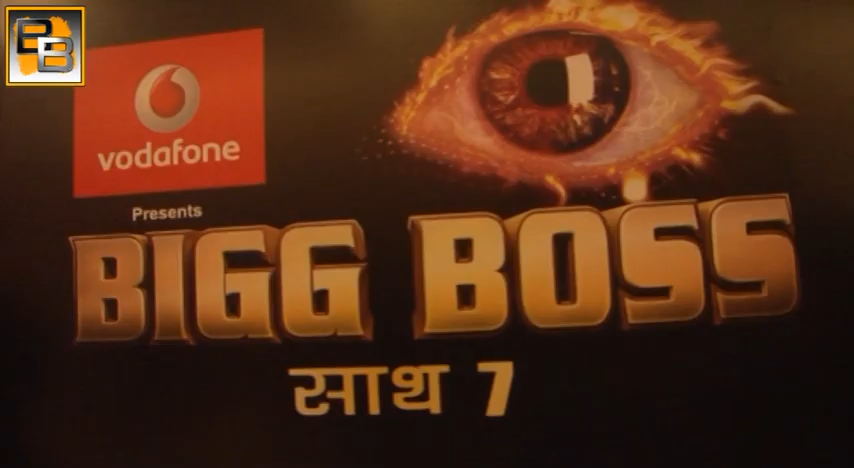 BB
vodafone
Presents
BIGG BOSS
साथ 7